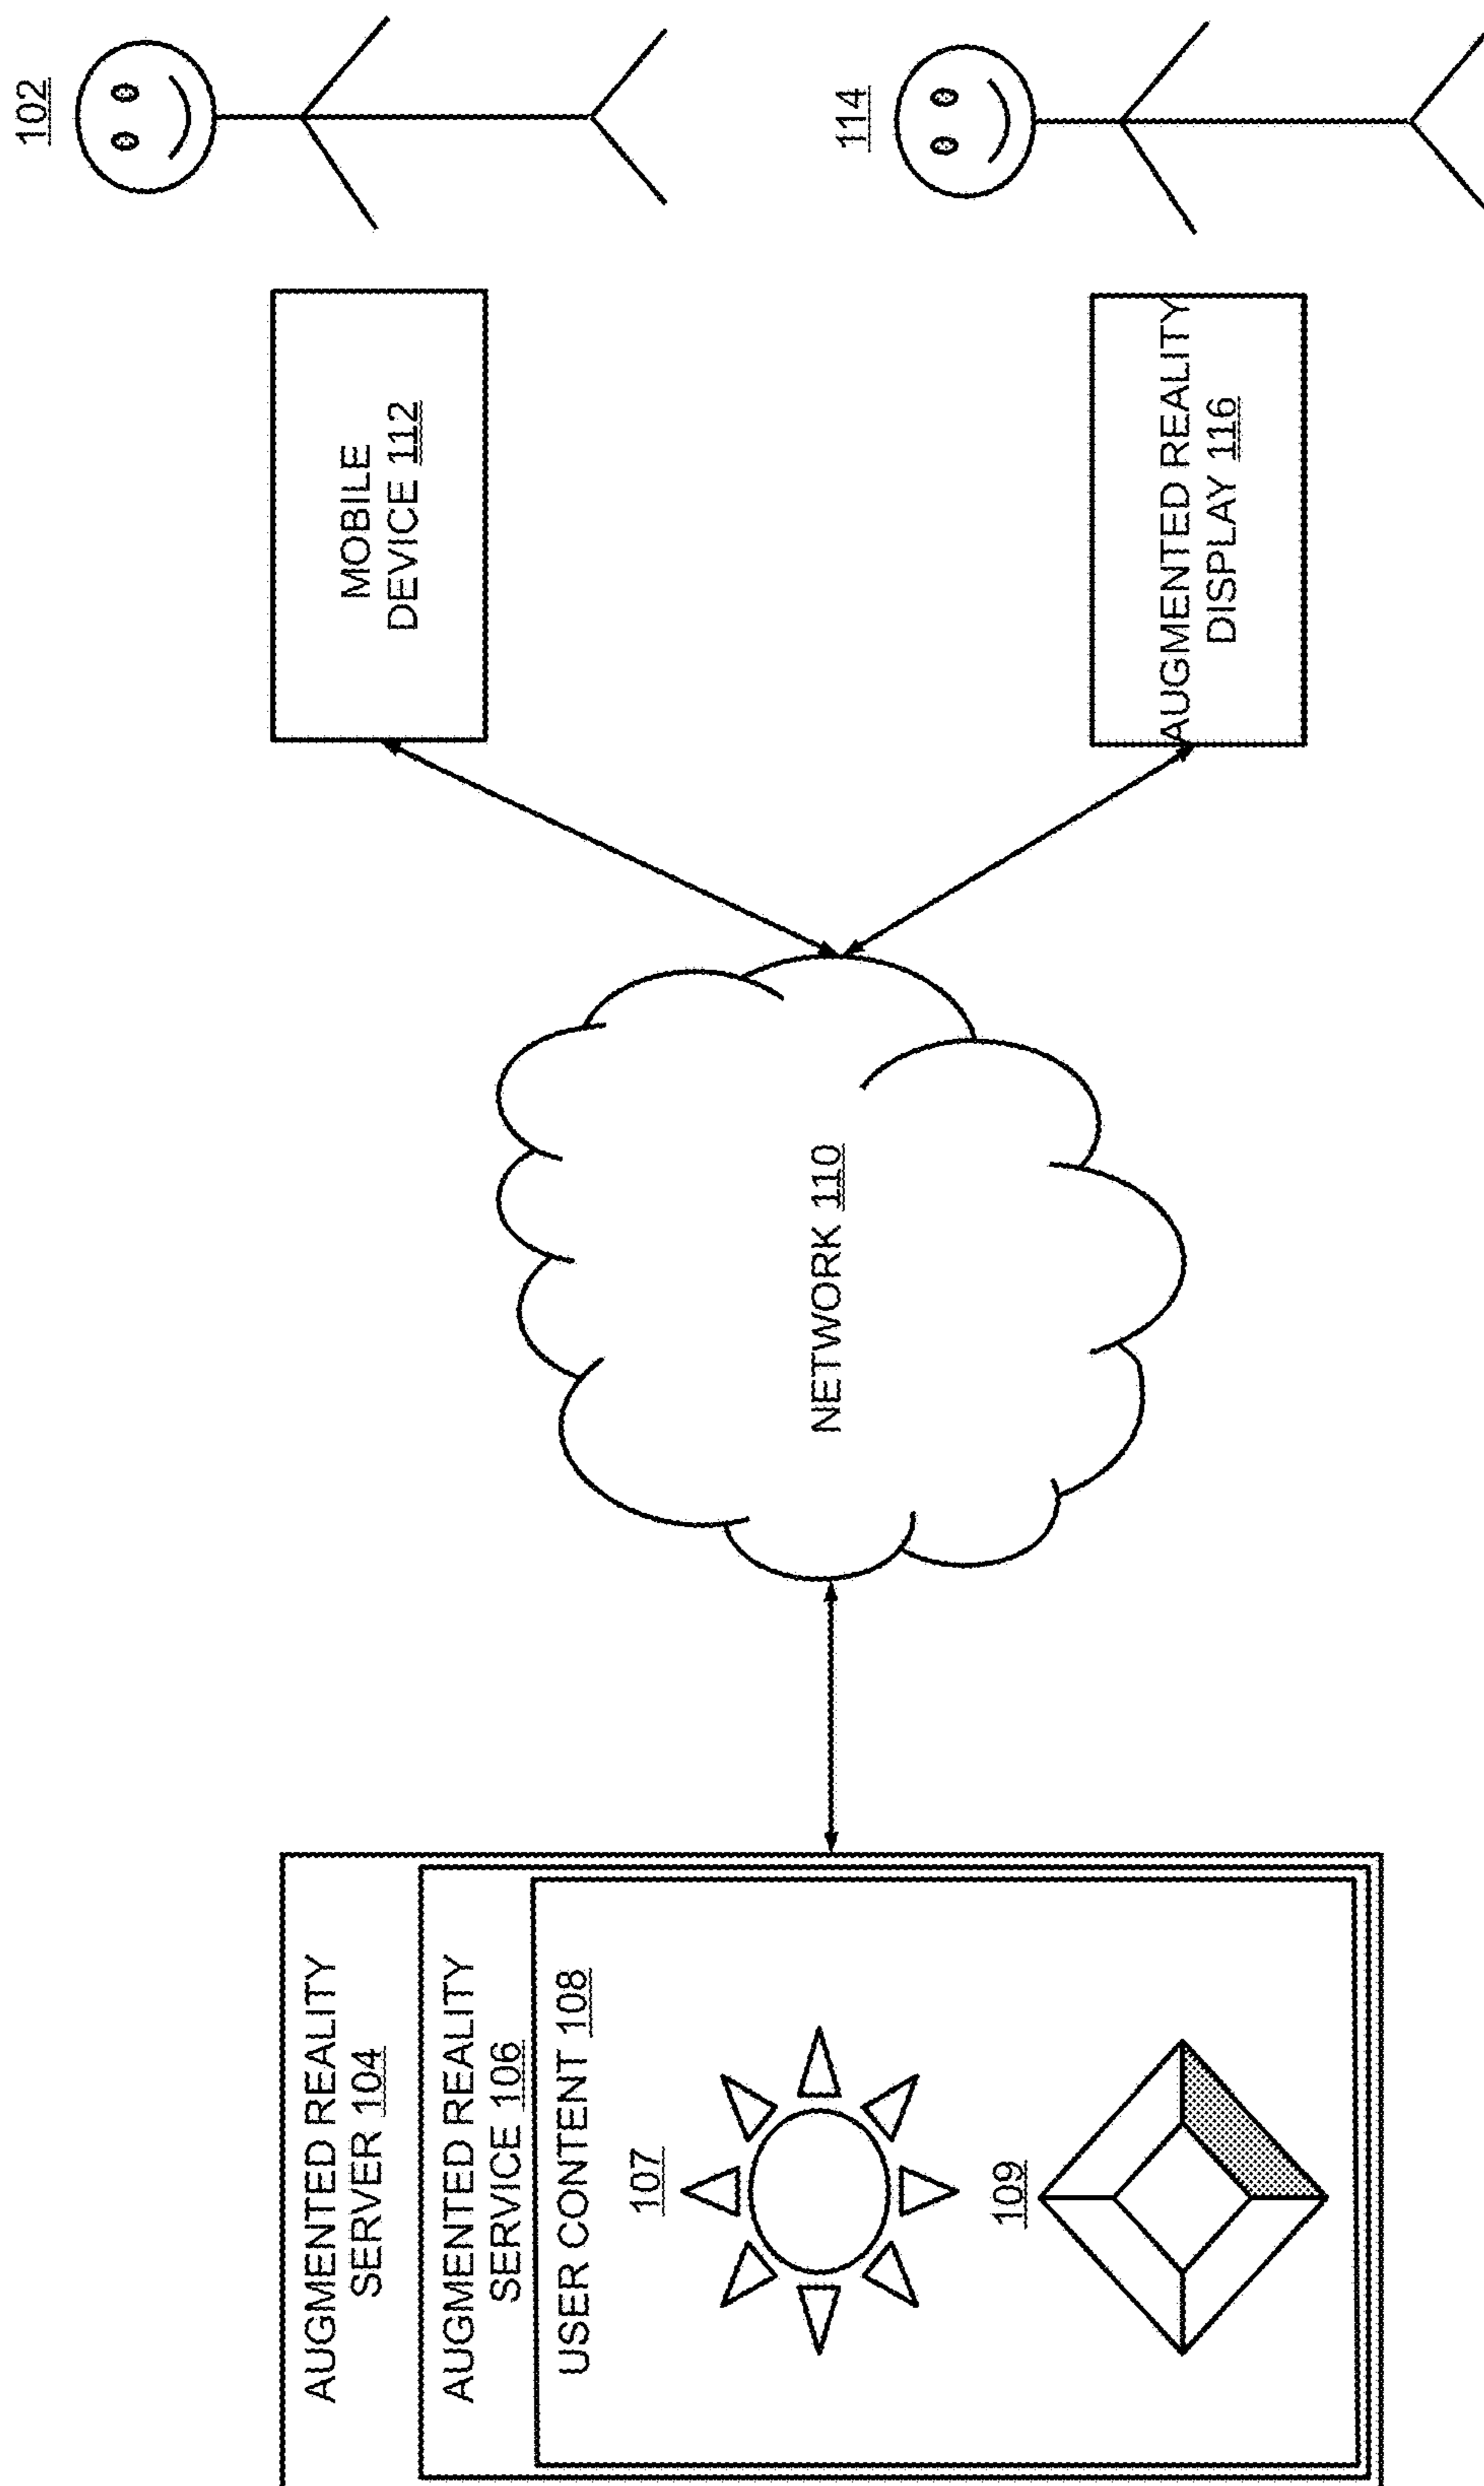 AUGMENTED REALITY
SERVER 104
AUGMENTED REALITY
SERVICE 106
USER CONTENT 108
107
109
NETWORK 110
MOBILE
DEVICE 112
AUGMENTED REALITY
DISPLAY 116
102
114